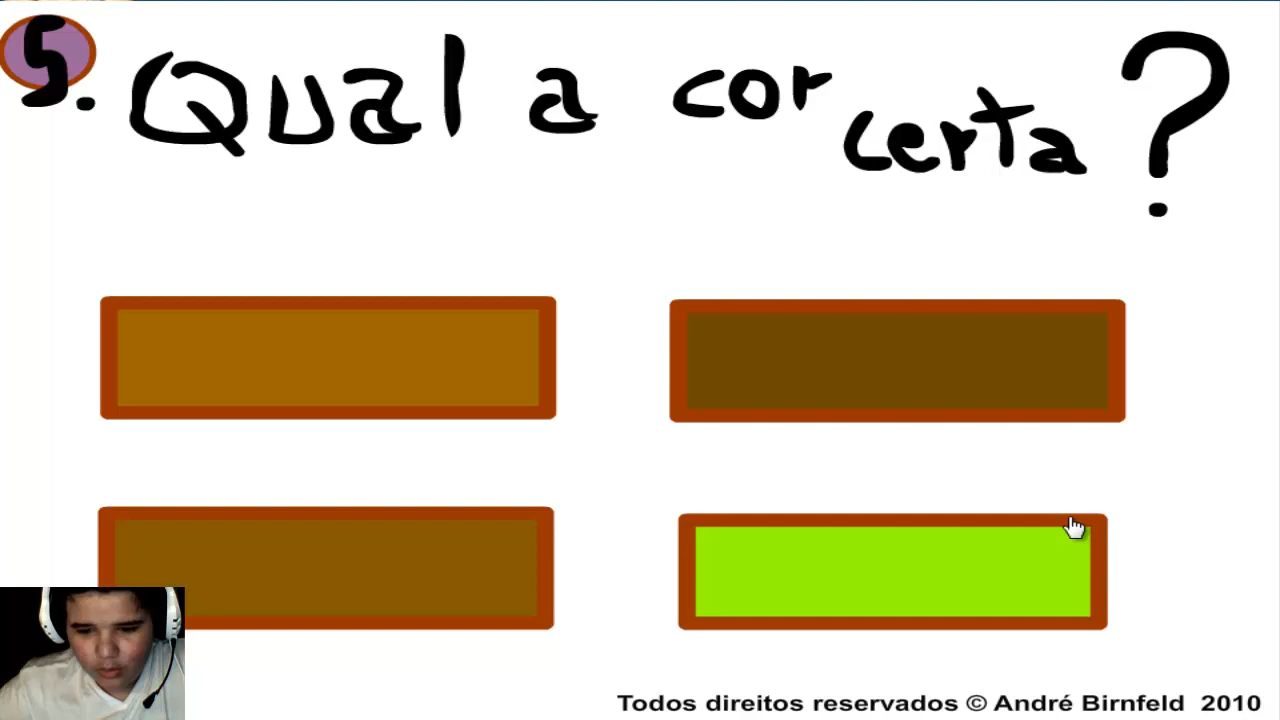 5. Qual a cor certa?
Todos direitos reservados © André Birnfeld 2010